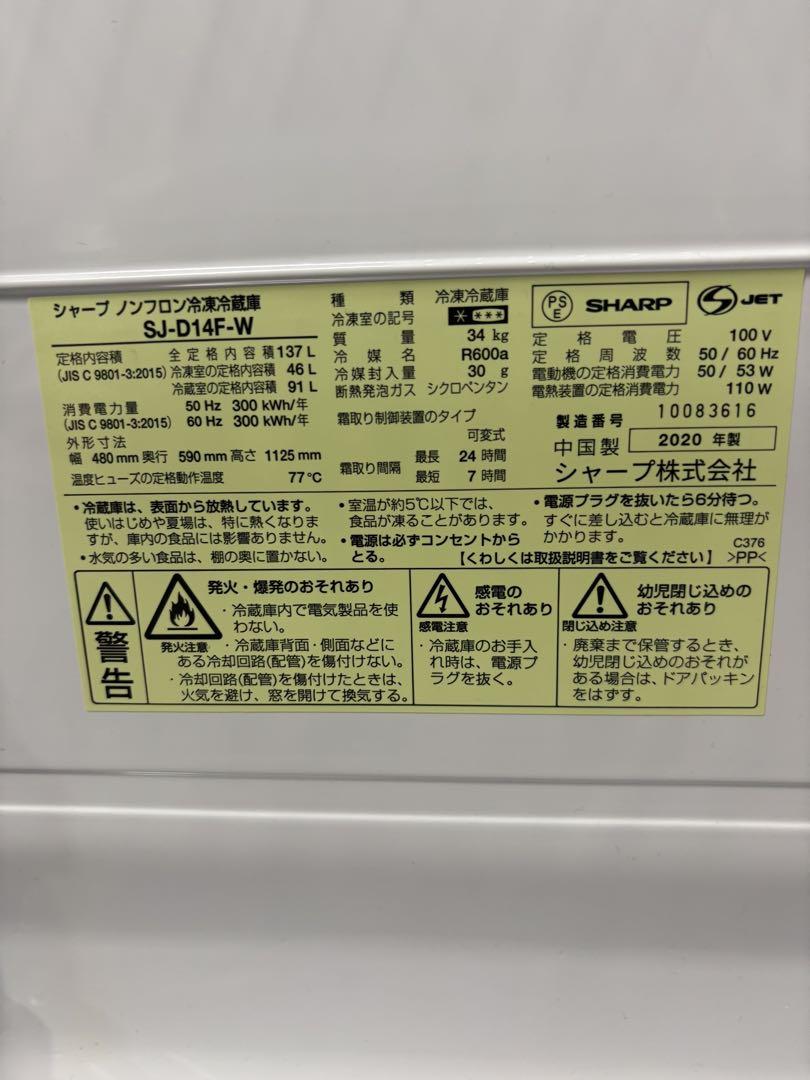 シャープ ノンフロン冷凍冷蔵庫
SJ-D14F-W
定格内容積 全定格内容積 137 L
(JIS C 9801-3:2015) 冷凍室の定格内容積 46 L
冷蔵室の定格内容積 91 L
消費電力量 50 Hz 300 kWh/年
(JIS C 9801-3:2015) 60 Hz 300 kWh/年
外形寸法
幅 480 mm 奥行 590 mm 高さ 1125 mm
温度ヒューズの定格動作温度 77℃
種類 冷凍冷蔵庫
冷凍室の記号 * ***
質量 34 kg
冷媒名 R600a
冷媒封入量 30 g
断熱発泡ガス シクロペンタン
霜取り制御装置のタイプ
可変式
霜取り間隔 最長 24 時間
最短 7 時間
PS
E
SHARP
S JET
定格電圧 100 V
定格周波数 50 / 60 Hz
電動機の定格消費電力 50 / 53 W
電熱装置の定格消費電力 110 W
製造番号 10083616
中国製 2020 年製
シャープ株式会社
•冷蔵庫は、表面から放熱しています。
使いはじめや夏場は、特に熱くなりま
すが、庫内の食品には影響ありません。
•水気の多い食品は、棚の奥に置かない。
•室温が約5℃以下では、
食品が凍ることがあります。
•電源は必ずコンセントから
とる。
•電源プラグを抜いたら6分待つ。
すぐに差し込むと冷蔵庫に無理が
かかります。
C376
【くわしくは取扱説明書をご覧ください】 >PP<
警告
発火・爆発のおそれあり
発火注意
・冷蔵庫内で電気製品を使
わない。
・冷蔵庫背面・側面などに
ある冷却回路(配管)を傷付けない。
・冷却回路(配管)を傷付けたときは、
火気を避け、窓を開けて換気する。
感電の
おそれあり
感電注意
・冷蔵庫のお手入
れ時は、電源プ
ラグを抜く。
幼児閉じ込めの
おそれあり
閉じ込め注意
・廃棄まで保管するとき、
幼児閉じ込めのおそれが
ある場合は、ドアパッキン
をはずす。